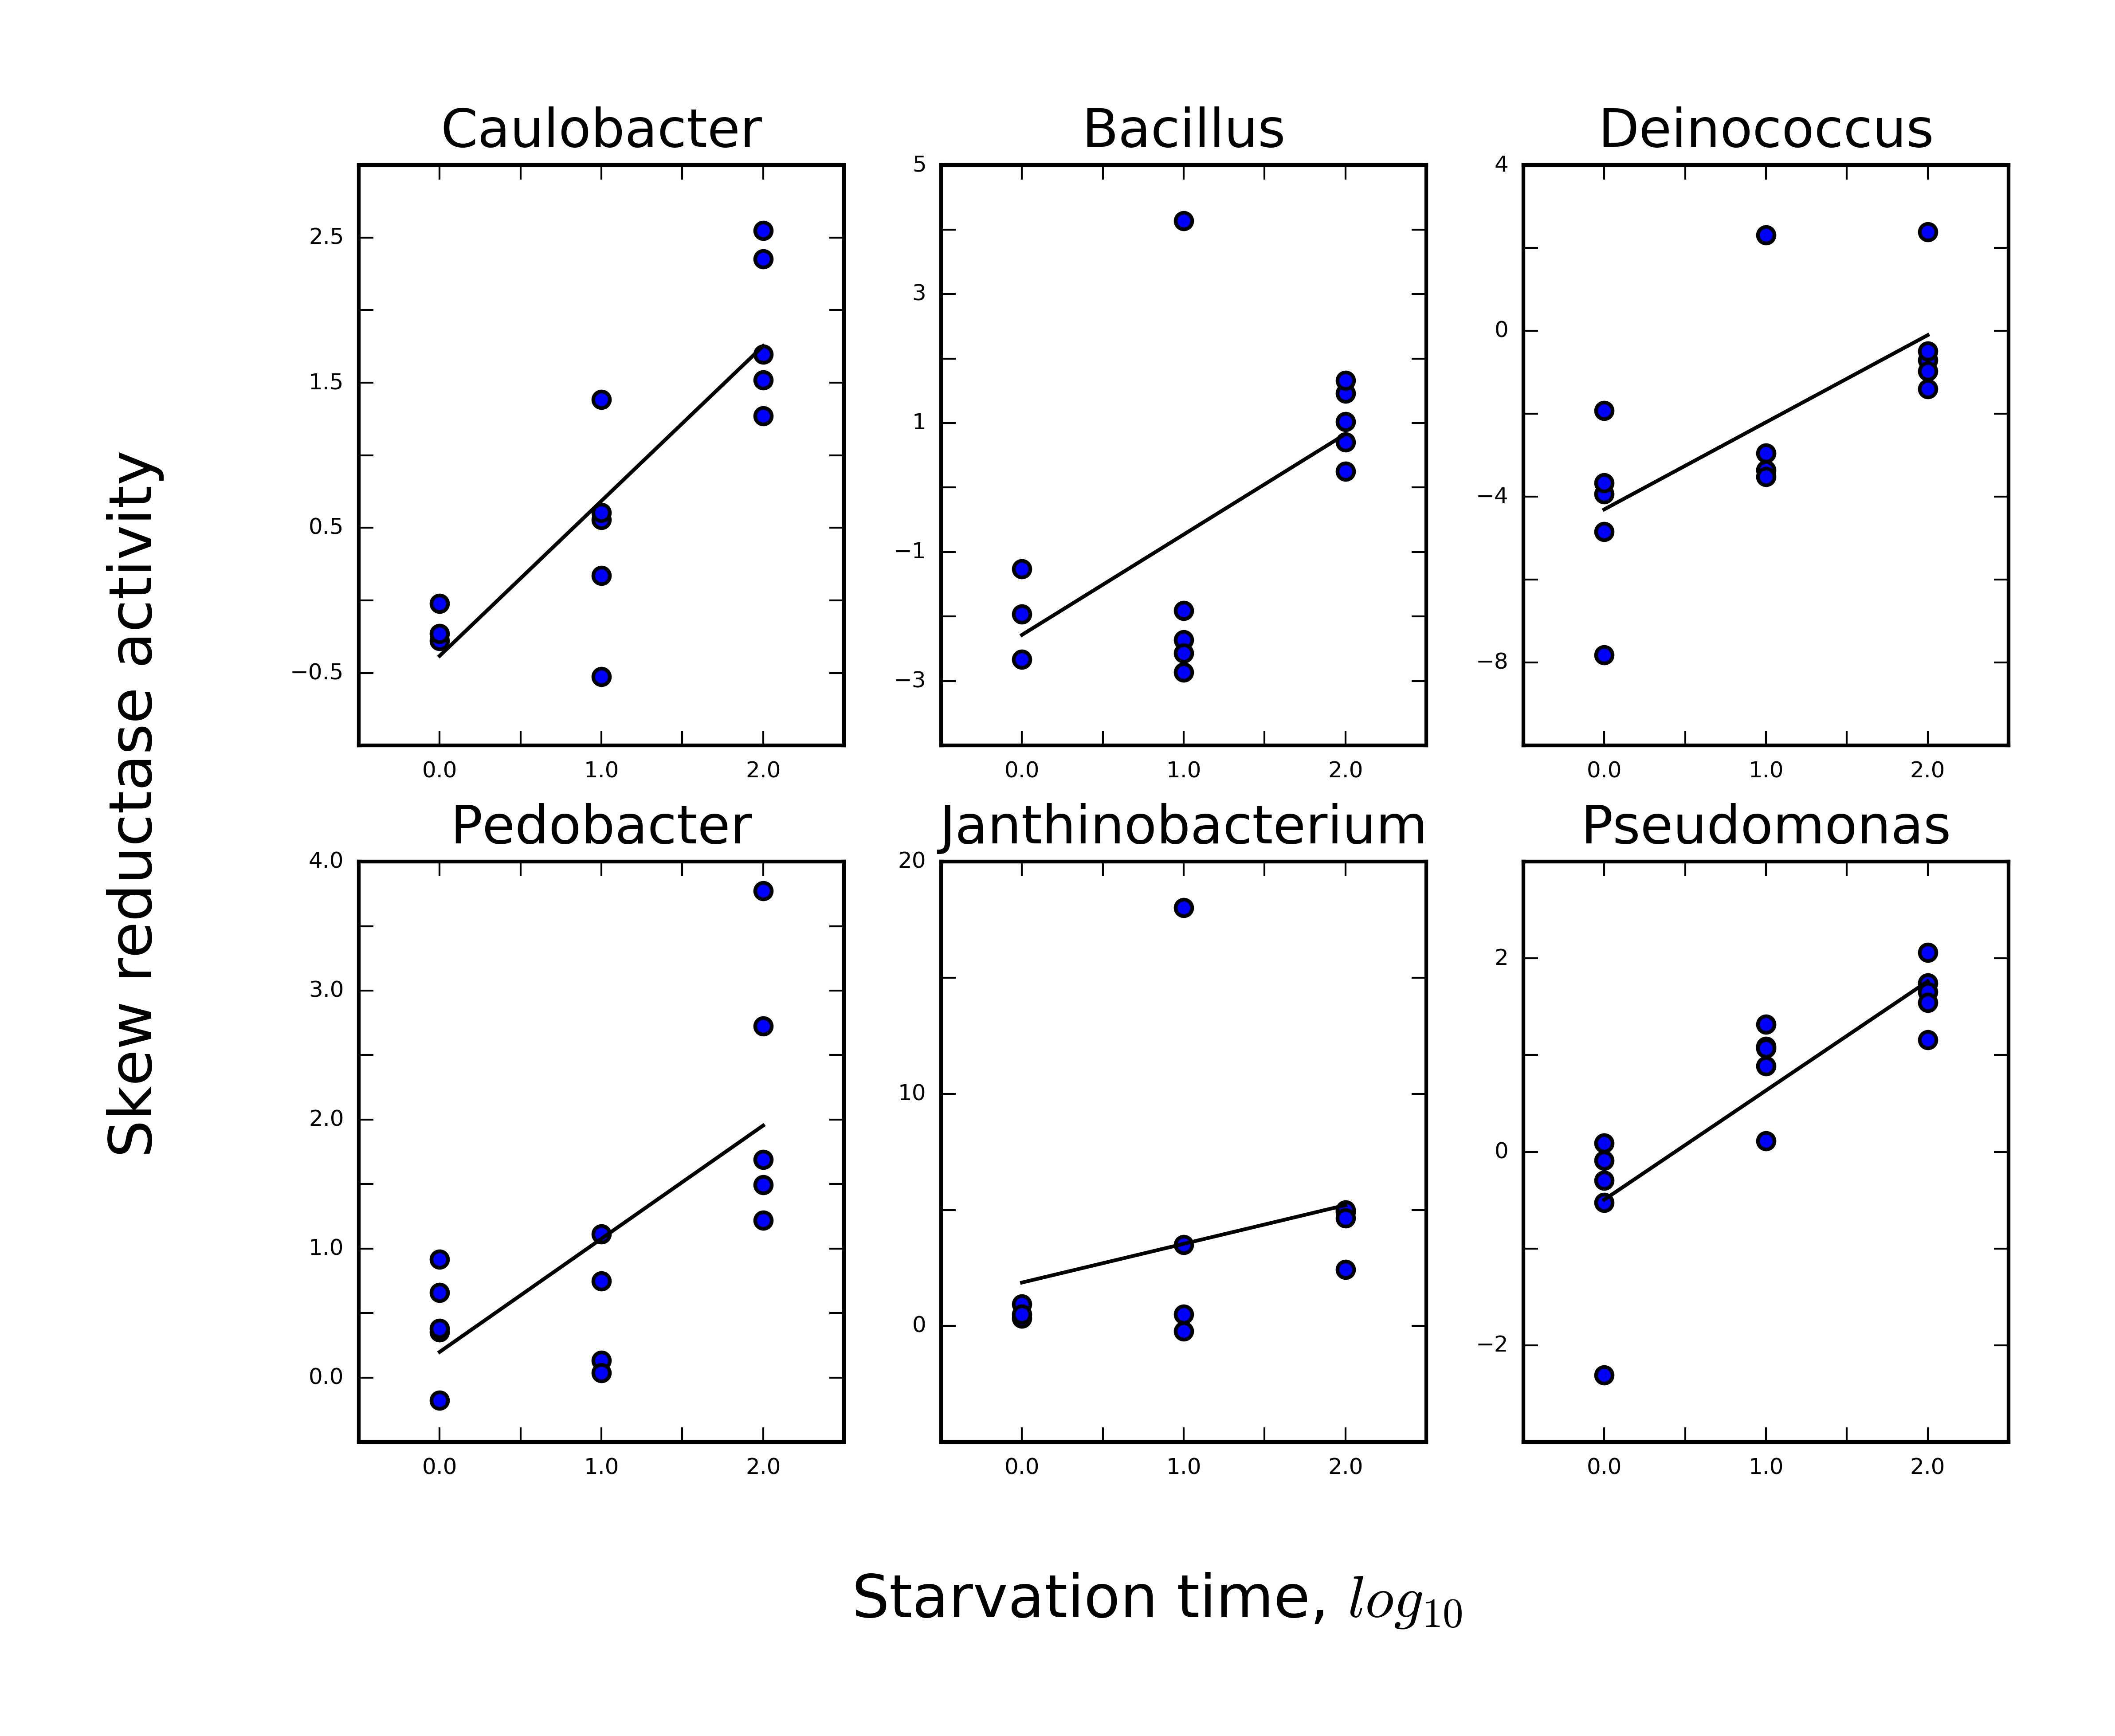 Skew reductase activity
Caulobacter
2.5
1.5
0.5
−0.5
0.0 1.0 2.0
Bacillus
5
3
1
−1
−3
0.0 1.0 2.0
Deinococcus
4
0
−4
−8
0.0 1.0 2.0
Pedobacter
4.0
3.0
2.0
1.0
0.0
0.0 1.0 2.0
Janthinobacterium
20
10
0
0.0 1.0 2.0
Pseudomonas
2
0
−2
0.0 1.0 2.0
Starvation time, log₁₀